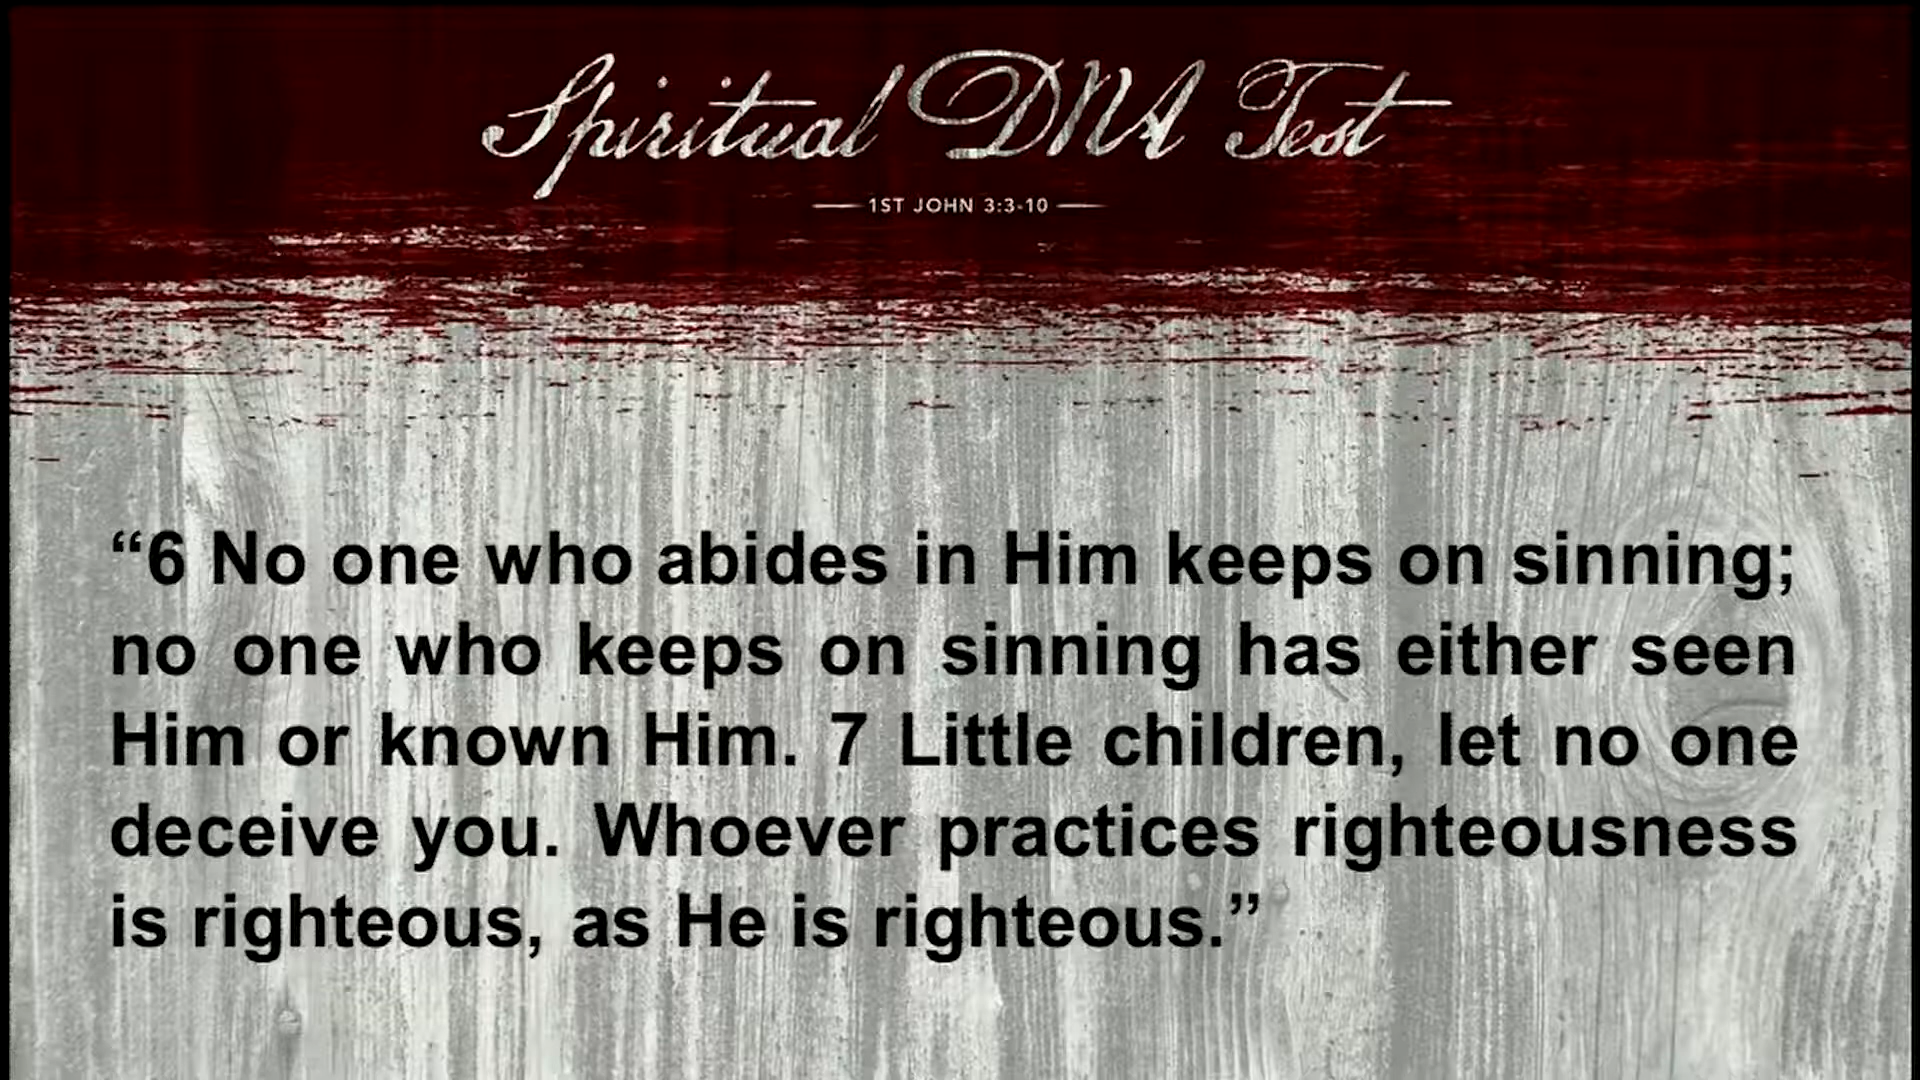 Spiritual DNA Test
1ST JOHN 3:3-10
“6 No one who abides in Him keeps on sinning;
no one who keeps on sinning has either seen
Him or known Him. 7 Little children, let no one
deceive you. Whoever practices righteousness
is righteous, as He is righteous.”